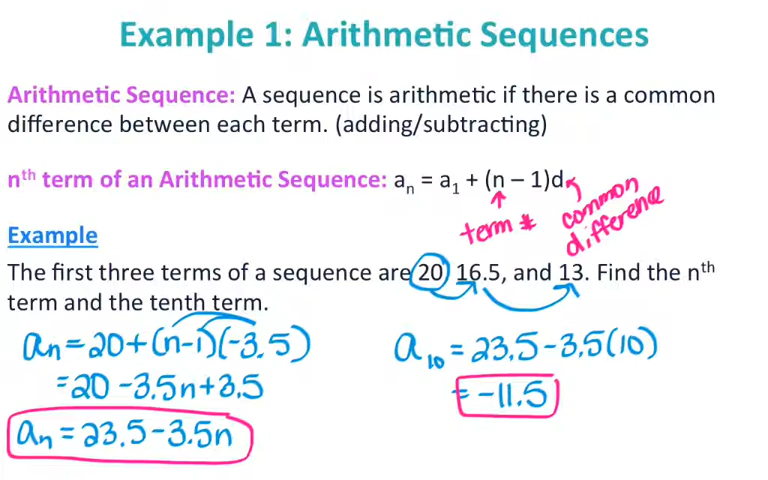 Example 1: Arithmetic Sequences
Arithmetic Sequence: A sequence is arithmetic if there is a common
difference between each term. (adding/subtracting)
nth term of an Arithmetic Sequence: an = a1 + (n – 1)d
term #
common
difference
Example
The first three terms of a sequence are 20, 16.5, and 13. Find the nth
term and the tenth term.
an = 20 + (n-1)(-3.5)
= 20 - 3.5n + 3.5
an = 23.5 - 3.5n
a10 = 23.5 - 3.5(10)
= -11.5